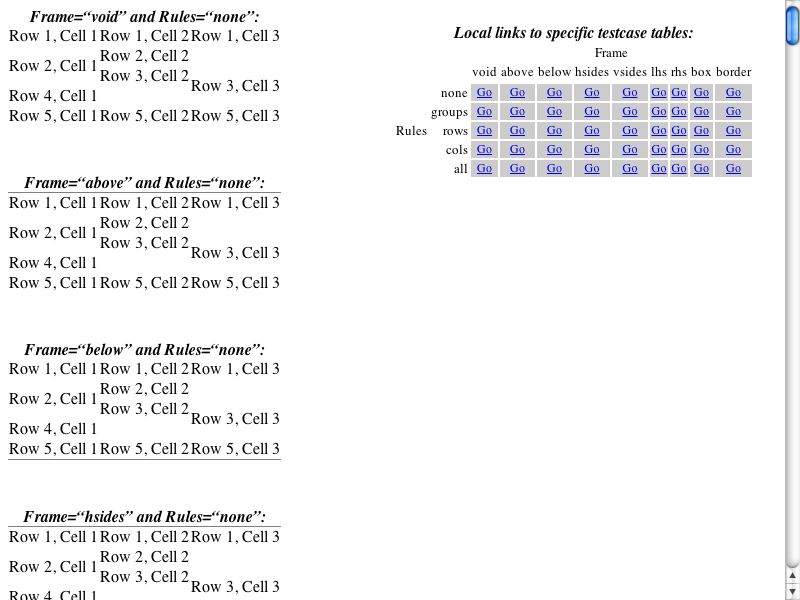 Frame=“void” and Rules=“none”:
Row 1, Cell 1 Row 1, Cell 2 Row 1, Cell 3
Row 2, Cell 1 Row 2, Cell 2
Row 3, Cell 2 Row 3, Cell 3
Row 4, Cell 1
Row 5, Cell 1 Row 5, Cell 2 Row 5, Cell 3
Frame=“above” and Rules=“none”:
Row 1, Cell 1 Row 1, Cell 2 Row 1, Cell 3
Row 2, Cell 1 Row 2, Cell 2
Row 3, Cell 2 Row 3, Cell 3
Row 4, Cell 1
Row 5, Cell 1 Row 5, Cell 2 Row 5, Cell 3
Frame=“below” and Rules=“none”:
Row 1, Cell 1 Row 1, Cell 2 Row 1, Cell 3
Row 2, Cell 1 Row 2, Cell 2
Row 3, Cell 2 Row 3, Cell 3
Row 4, Cell 1
Row 5, Cell 1 Row 5, Cell 2 Row 5, Cell 3
Frame=“hsides” and Rules=“none”:
Row 1, Cell 1 Row 1, Cell 2 Row 1, Cell 3
Row 2, Cell 1 Row 2, Cell 2
Row 3, Cell 2 Row 3, Cell 3
Row 4, Cell 1
Local links to specific testcase tables:
Frame
void above below hsides vsides lhs rhs box border
none Go Go Go Go Go Go Go Go Go
groups Go Go Go Go Go Go Go Go Go
Rules rows Go Go Go Go Go Go Go Go Go
cols Go Go Go Go Go Go Go Go Go
all Go Go Go Go Go Go Go Go Go